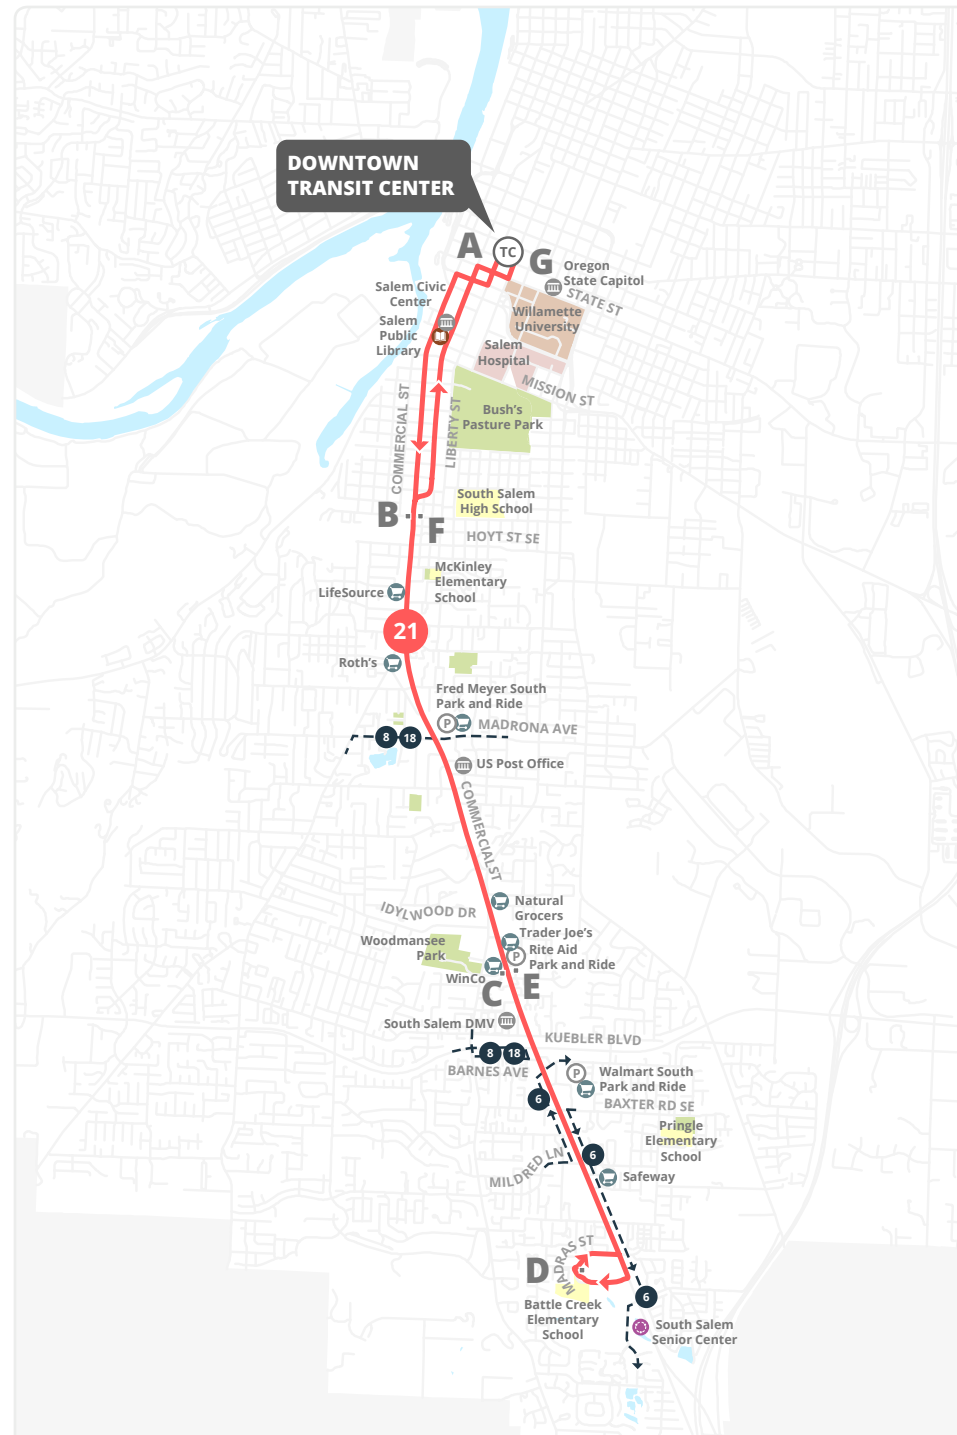 DOWNTOWN
TRANSIT CENTER
A
TC
G
Oregon
State Capitol
STATE ST
Salem Civic
Center
Willamette
University
Salem
Public
Library
Salem
Hospital
MISSION ST
COMMERCIAL ST
LIBERTY ST
Bush's
Pasture Park
South Salem
High School
B
F
HOYT ST SE
McKinley
Elementary
School
LifeSource
21
Roth's
Fred Meyer South
Park and Ride
P
MADRONA AVE
8
18
US Post Office
COMMERCIAL ST
Natural
Grocers
IDYLWOOD DR
Trader Joe's
Woodmansee
Park
P
Rite Aid
Park and Ride
WinCo
C
E
South Salem DMV
KUEBLER BLVD
8
18
BARNES AVE
P
Walmart South
Park and Ride
6
BAXTER RD SE
Pringle
Elementary
School
MILDRED LN
6
Safeway
MADRAS ST
D
6
Battle Creek
Elementary
School
South Salem
Senior Center